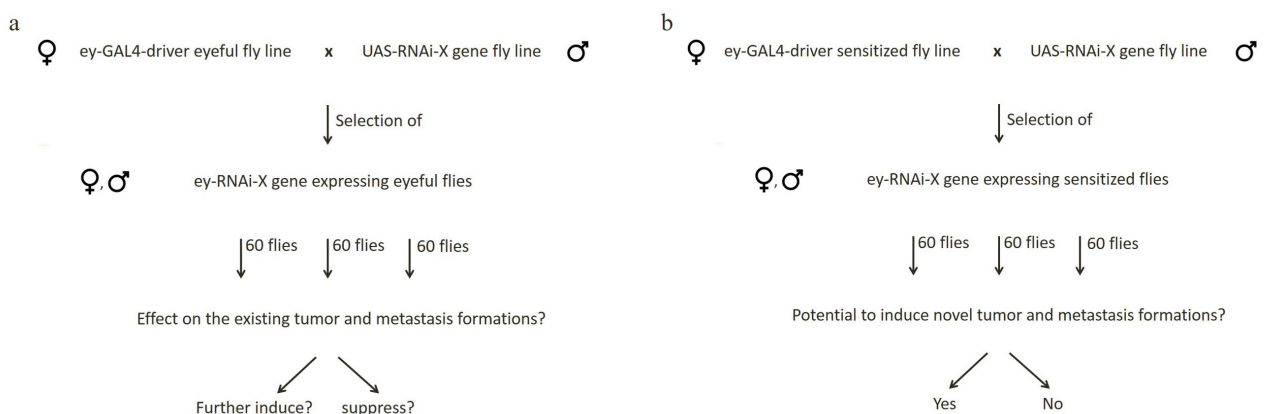 a
♀ ey-GAL4-driver eyeful fly line x UAS-RNAi-X gene fly line ♂
Selection of
♀,♂ ey-RNAi-X gene expressing eyeful flies
60 flies 60 flies 60 flies
Effect on the existing tumor and metastasis formations?
Further induce? suppress?
b
♀ ey-GAL4-driver sensitized fly line x UAS-RNAi-X gene fly line ♂
Selection of
♀,♂ ey-RNAi-X gene expressing sensitized flies
60 flies 60 flies 60 flies
Potential to induce novel tumor and metastasis formations?
Yes No